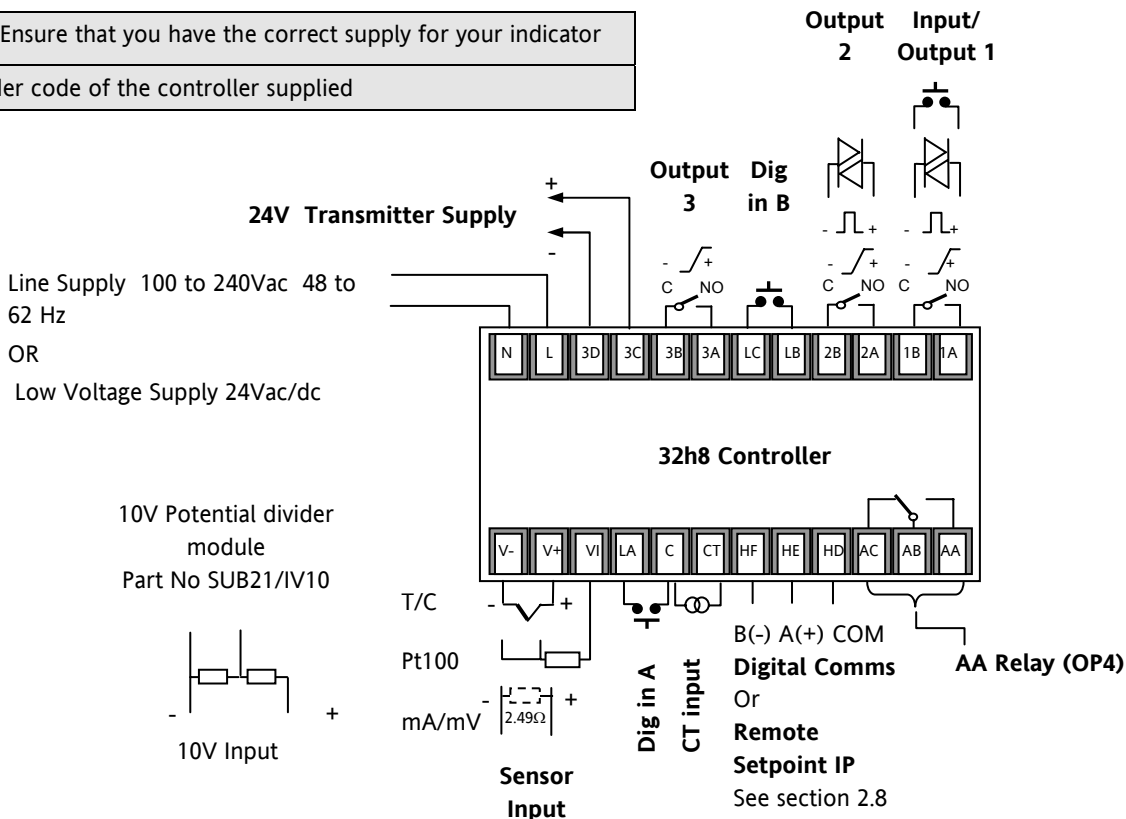 Ensure that you have the correct supply for your indicator
der code of the controller supplied
Output
2
Input/
Output 1
Output
3
Dig
in B
24V Transmitter Supply
+
-
- +
- +
- +
- +
- +
C NO
C NO
C NO
Line Supply 100 to 240Vac 48 to
62 Hz
OR
Low Voltage Supply 24Vac/dc
N L 3D 3C 3B 3A LC LB 2B 2A 1B 1A
32h8 Controller
V- V+ VI LA C CT HF HE HD AC AB AA
10V Potential divider
module
Part No SUB21/IV10
- +
10V Input
T/C
- +
Pt100
mA/mV
- +
2.49Ω
Sensor
Input
Dig in A
CT input
B(-) A(+) COM
Digital Comms
Or
Remote
Setpoint IP
See section 2.8
AA Relay (OP4)